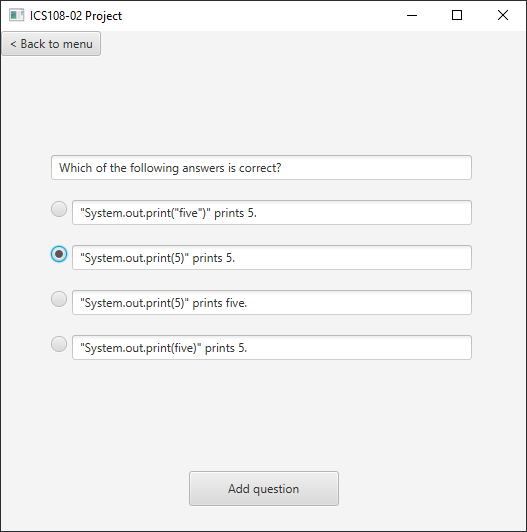 ICS108-02 Project
< Back to menu
Which of the following answers is correct?
"System.out.print("five")" prints 5.
"System.out.print(5)" prints 5.
"System.out.print(5)" prints five.
"System.out.print(five)" prints 5.
Add question